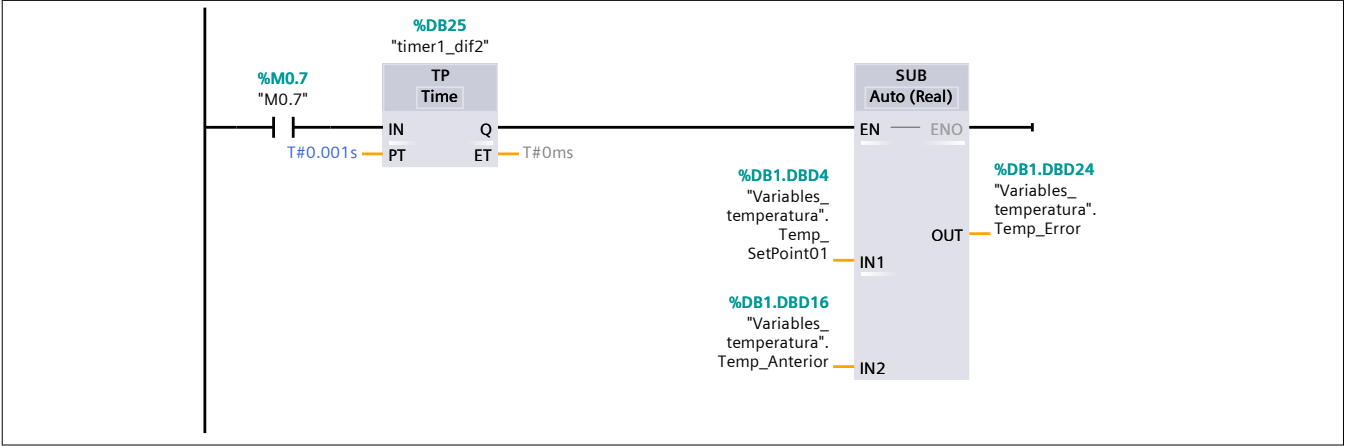 %DB25
"timer1_dif2"
TP
Time
%M0.7
"M0.7"
IN
Q
T#0.001s
PT
ET
T#0ms
SUB
Auto (Real)
EN
ENO
%DB1.DBD4
"Variables_
temperatura".
Temp_
SetPoint01
IN1
%DB1.DBD24
"Variables_
temperatura".
Temp_Error
OUT
%DB1.DBD16
"Variables_
temperatura".
Temp_Anterior
IN2